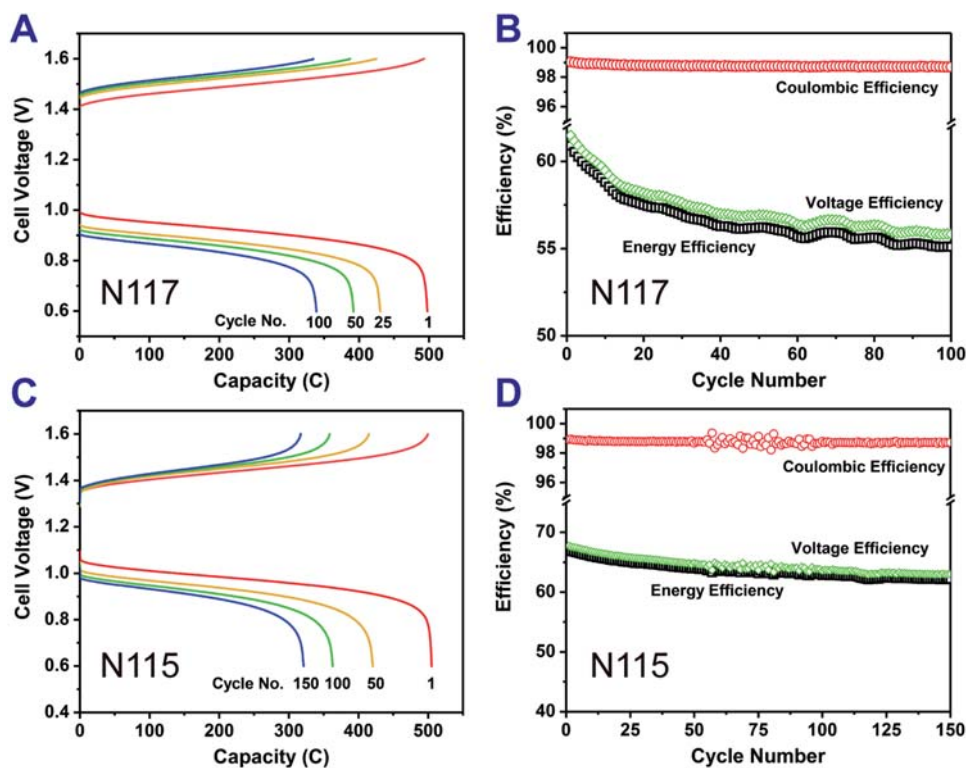 A
1.6
1.4
1.2
1.0
0.8
0.6
Cell Voltage (V)
N117
Cycle No. 100 50 25 1
0 100 200 300 400 500
Capacity (C)
B
100
98
96
60
55
50
Efficiency (%)
Coulombic Efficiency
Voltage Efficiency
Energy Efficiency
N117
0 20 40 60 80 100
Cycle Number
C
1.6
1.4
1.2
1.0
0.8
0.6
0.4
Cell Voltage (V)
N115
Cycle No. 150 100 50 1
0 100 200 300 400 500
Capacity (C)
D
100
98
96
70
60
50
40
Efficiency (%)
Coulombic Efficiency
Voltage Efficiency
Energy Efficiency
N115
0 25 50 75 100 125 150
Cycle Number